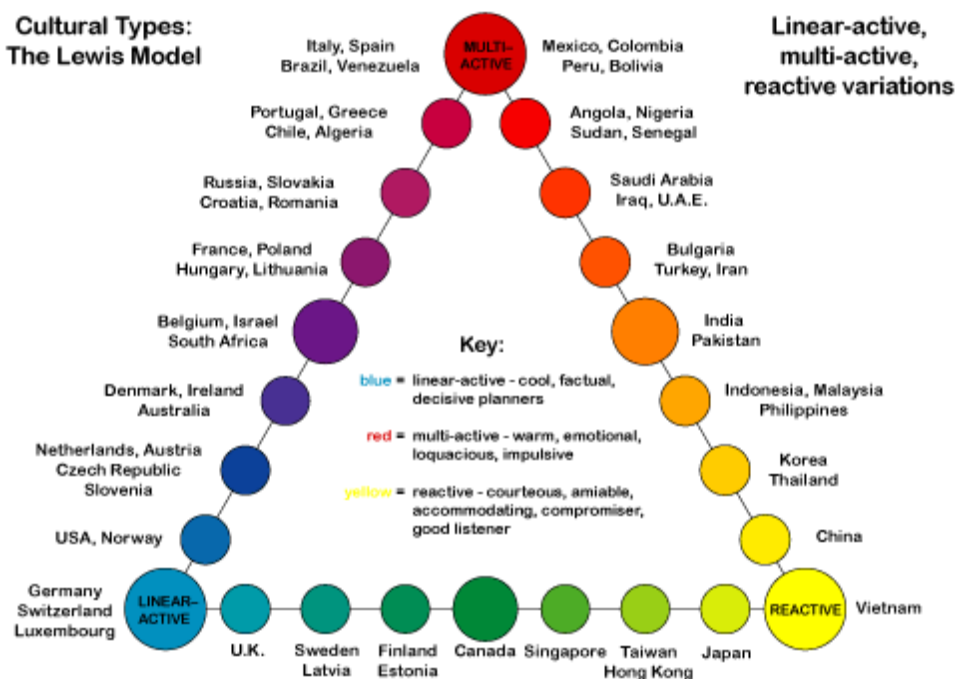 Cultural Types:
The Lewis Model
Linear-active,
multi-active,
reactive variations
MULTI-
ACTIVE
Italy, Spain
Brazil, Venezuela
Mexico, Colombia
Peru, Bolivia
Portugal, Greece
Chile, Algeria
Angola, Nigeria
Sudan, Senegal
Russia, Slovakia
Croatia, Romania
Saudi Arabia
Iraq, U.A.E.
France, Poland
Hungary, Lithuania
Bulgaria
Turkey, Iran
Belgium, Israel
South Africa
India
Pakistan
Denmark, Ireland
Australia
Indonesia, Malaysia
Philippines
Netherlands, Austria
Czech Republic
Slovenia
Korea
Thailand
USA, Norway
China
Key:
blue = linear-active - cool, factual,
decisive planners
red = multi-active - warm, emotional,
loquacious, impulsive
yellow = reactive - courteous, amiable,
accommodating, compromiser,
good listener
Germany
Switzerland
Luxembourg
LINEAR-
ACTIVE
REACTIVE
Vietnam
U.K.
Sweden
Latvia
Finland
Estonia
Canada
Singapore
Taiwan
Hong Kong
Japan